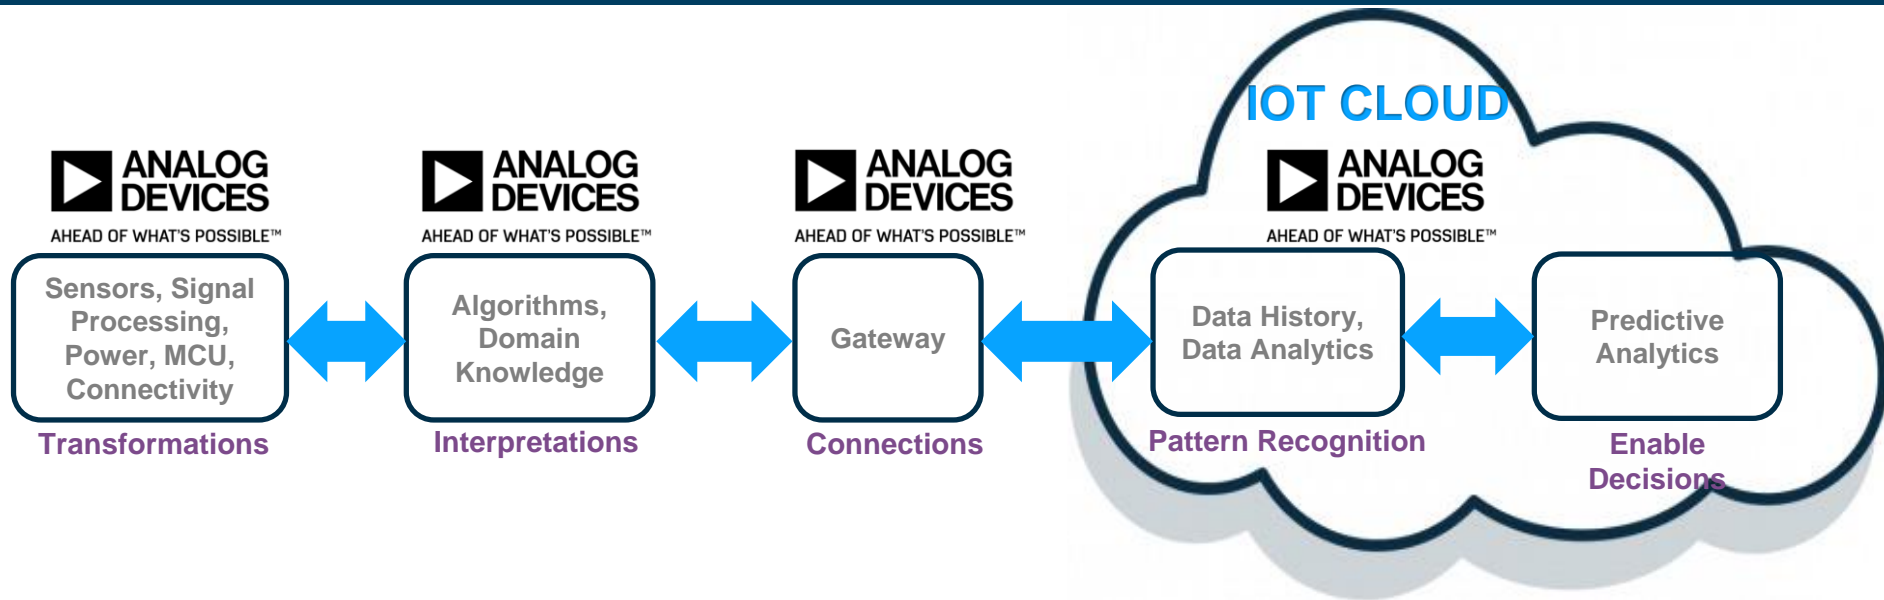 IOT CLOUD
ANALOG
DEVICES
AHEAD OF WHAT'S POSSIBLE™
Sensors, Signal
Processing,
Power, MCU,
Connectivity
Transformations
ANALOG
DEVICES
AHEAD OF WHAT'S POSSIBLE™
Algorithms,
Domain
Knowledge
Interpretations
ANALOG
DEVICES
AHEAD OF WHAT'S POSSIBLE™
Gateway
Connections
ANALOG
DEVICES
AHEAD OF WHAT'S POSSIBLE™
Data History,
Data Analytics
Pattern Recognition
Predictive
Analytics
Enable
Decisions